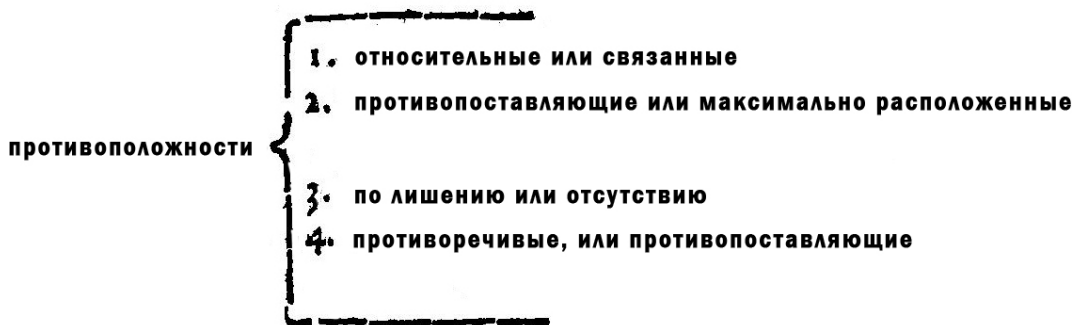 1. относительные или связанные
2. противопоставляющие или максимально расположенные
противоположности
3. по лишению или отсутствию
4. противоречивые, или противопоставляющие